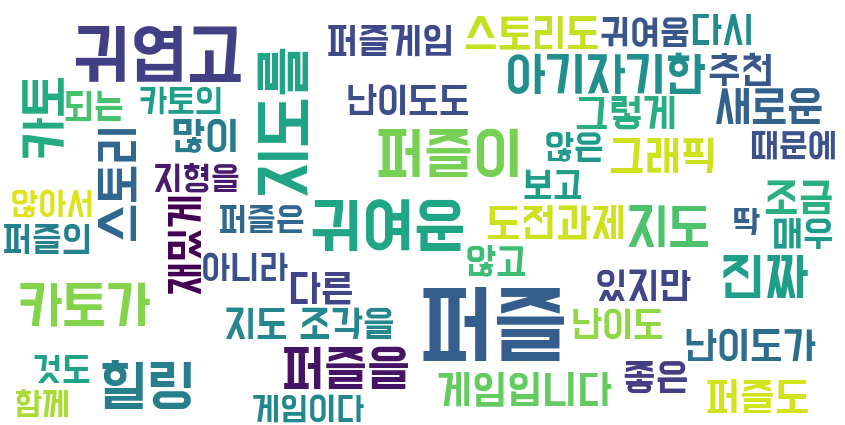 귀엽고
퍼즐게임
스토리도
귀여움
다시
지도를
아기자기한
추천
카토
되는
카토의
난이도도
그렇게
새로운
많이
스토리
퍼즐이
않은
그래픽
때문에
지형을
보고
조금
않아서
재밌게
퍼즐은
귀여운
도전과제
지도
딱
매우
퍼즐의
아니라
않고
진짜
카토가
다른
있지만
퍼즐
지도 조각을
난이도
난이도가
것도
힐링
퍼즐을
좋은
게임입니다
퍼즐도
함께
게임이다